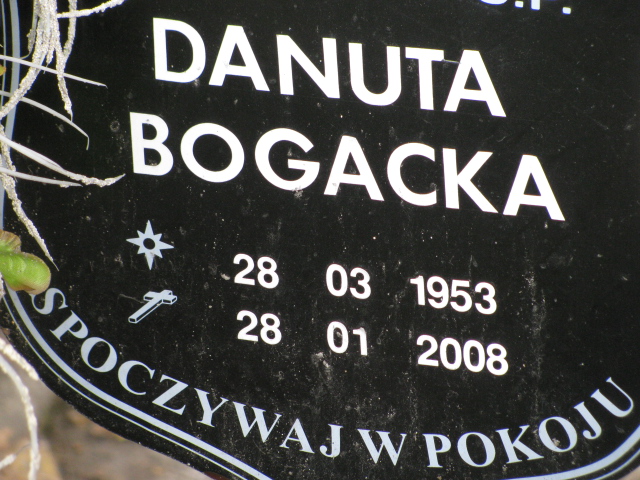 Ś.P.
DANUTA
BOGACKA
28 03 1953
28 01 2008
SPOCZYWAJ W POKOJU